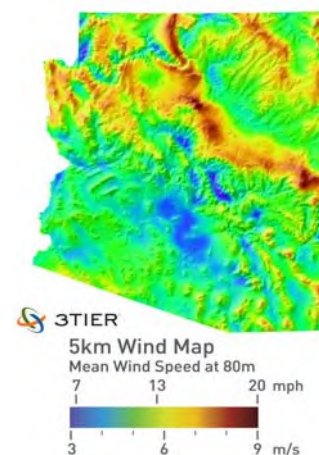 3TIER
5km Wind Map
Mean Wind Speed at 80m
7 13 20 mph
3 6 9 m/s